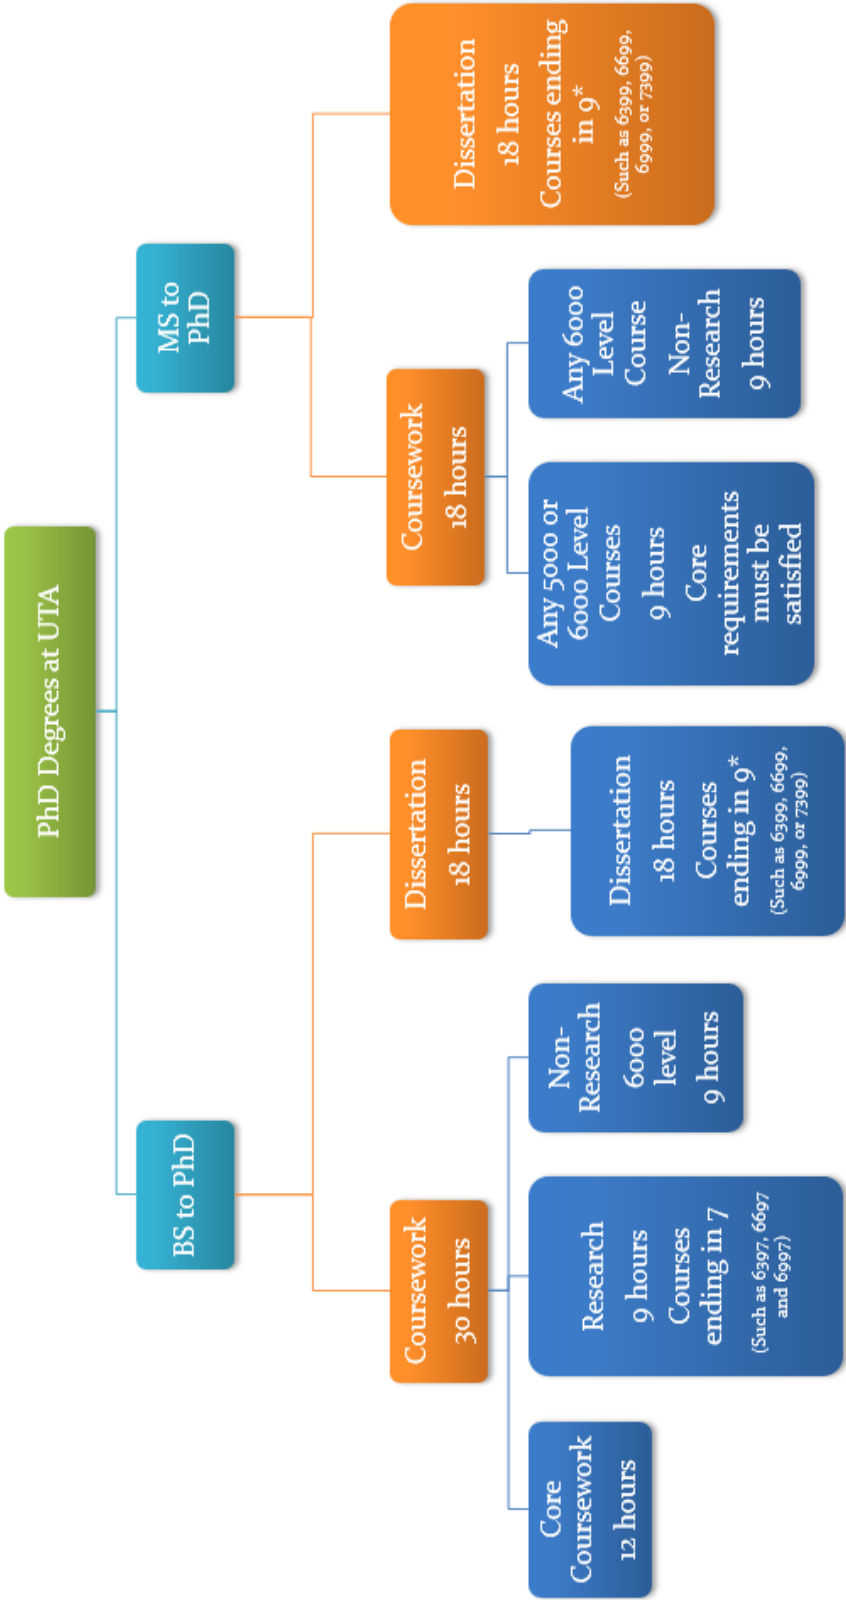 PhD Degrees at UTA
BS to PhD
MS to
PhD
Coursework
30 hours
Dissertation
18 hours
Coursework
18 hours
Dissertation
18 hours
Courses ending
in 9*
(Such as 6399, 6699,
6999, or 7399)
Core
Coursework
12 hours
Research
9 hours
Courses
ending in 7
(Such as 6397, 6697
and 6997)
Non-
Research
6000
level
9 hours
Dissertation
18 hours
Courses
ending in 9*
(Such as 6399, 6699,
6999, or 7399)
Any 5000 or
6000 Level
Courses
9 hours
Core
requirements
must be
satisfied
Any 6000
Level
Course
Non-
Research
9 hours